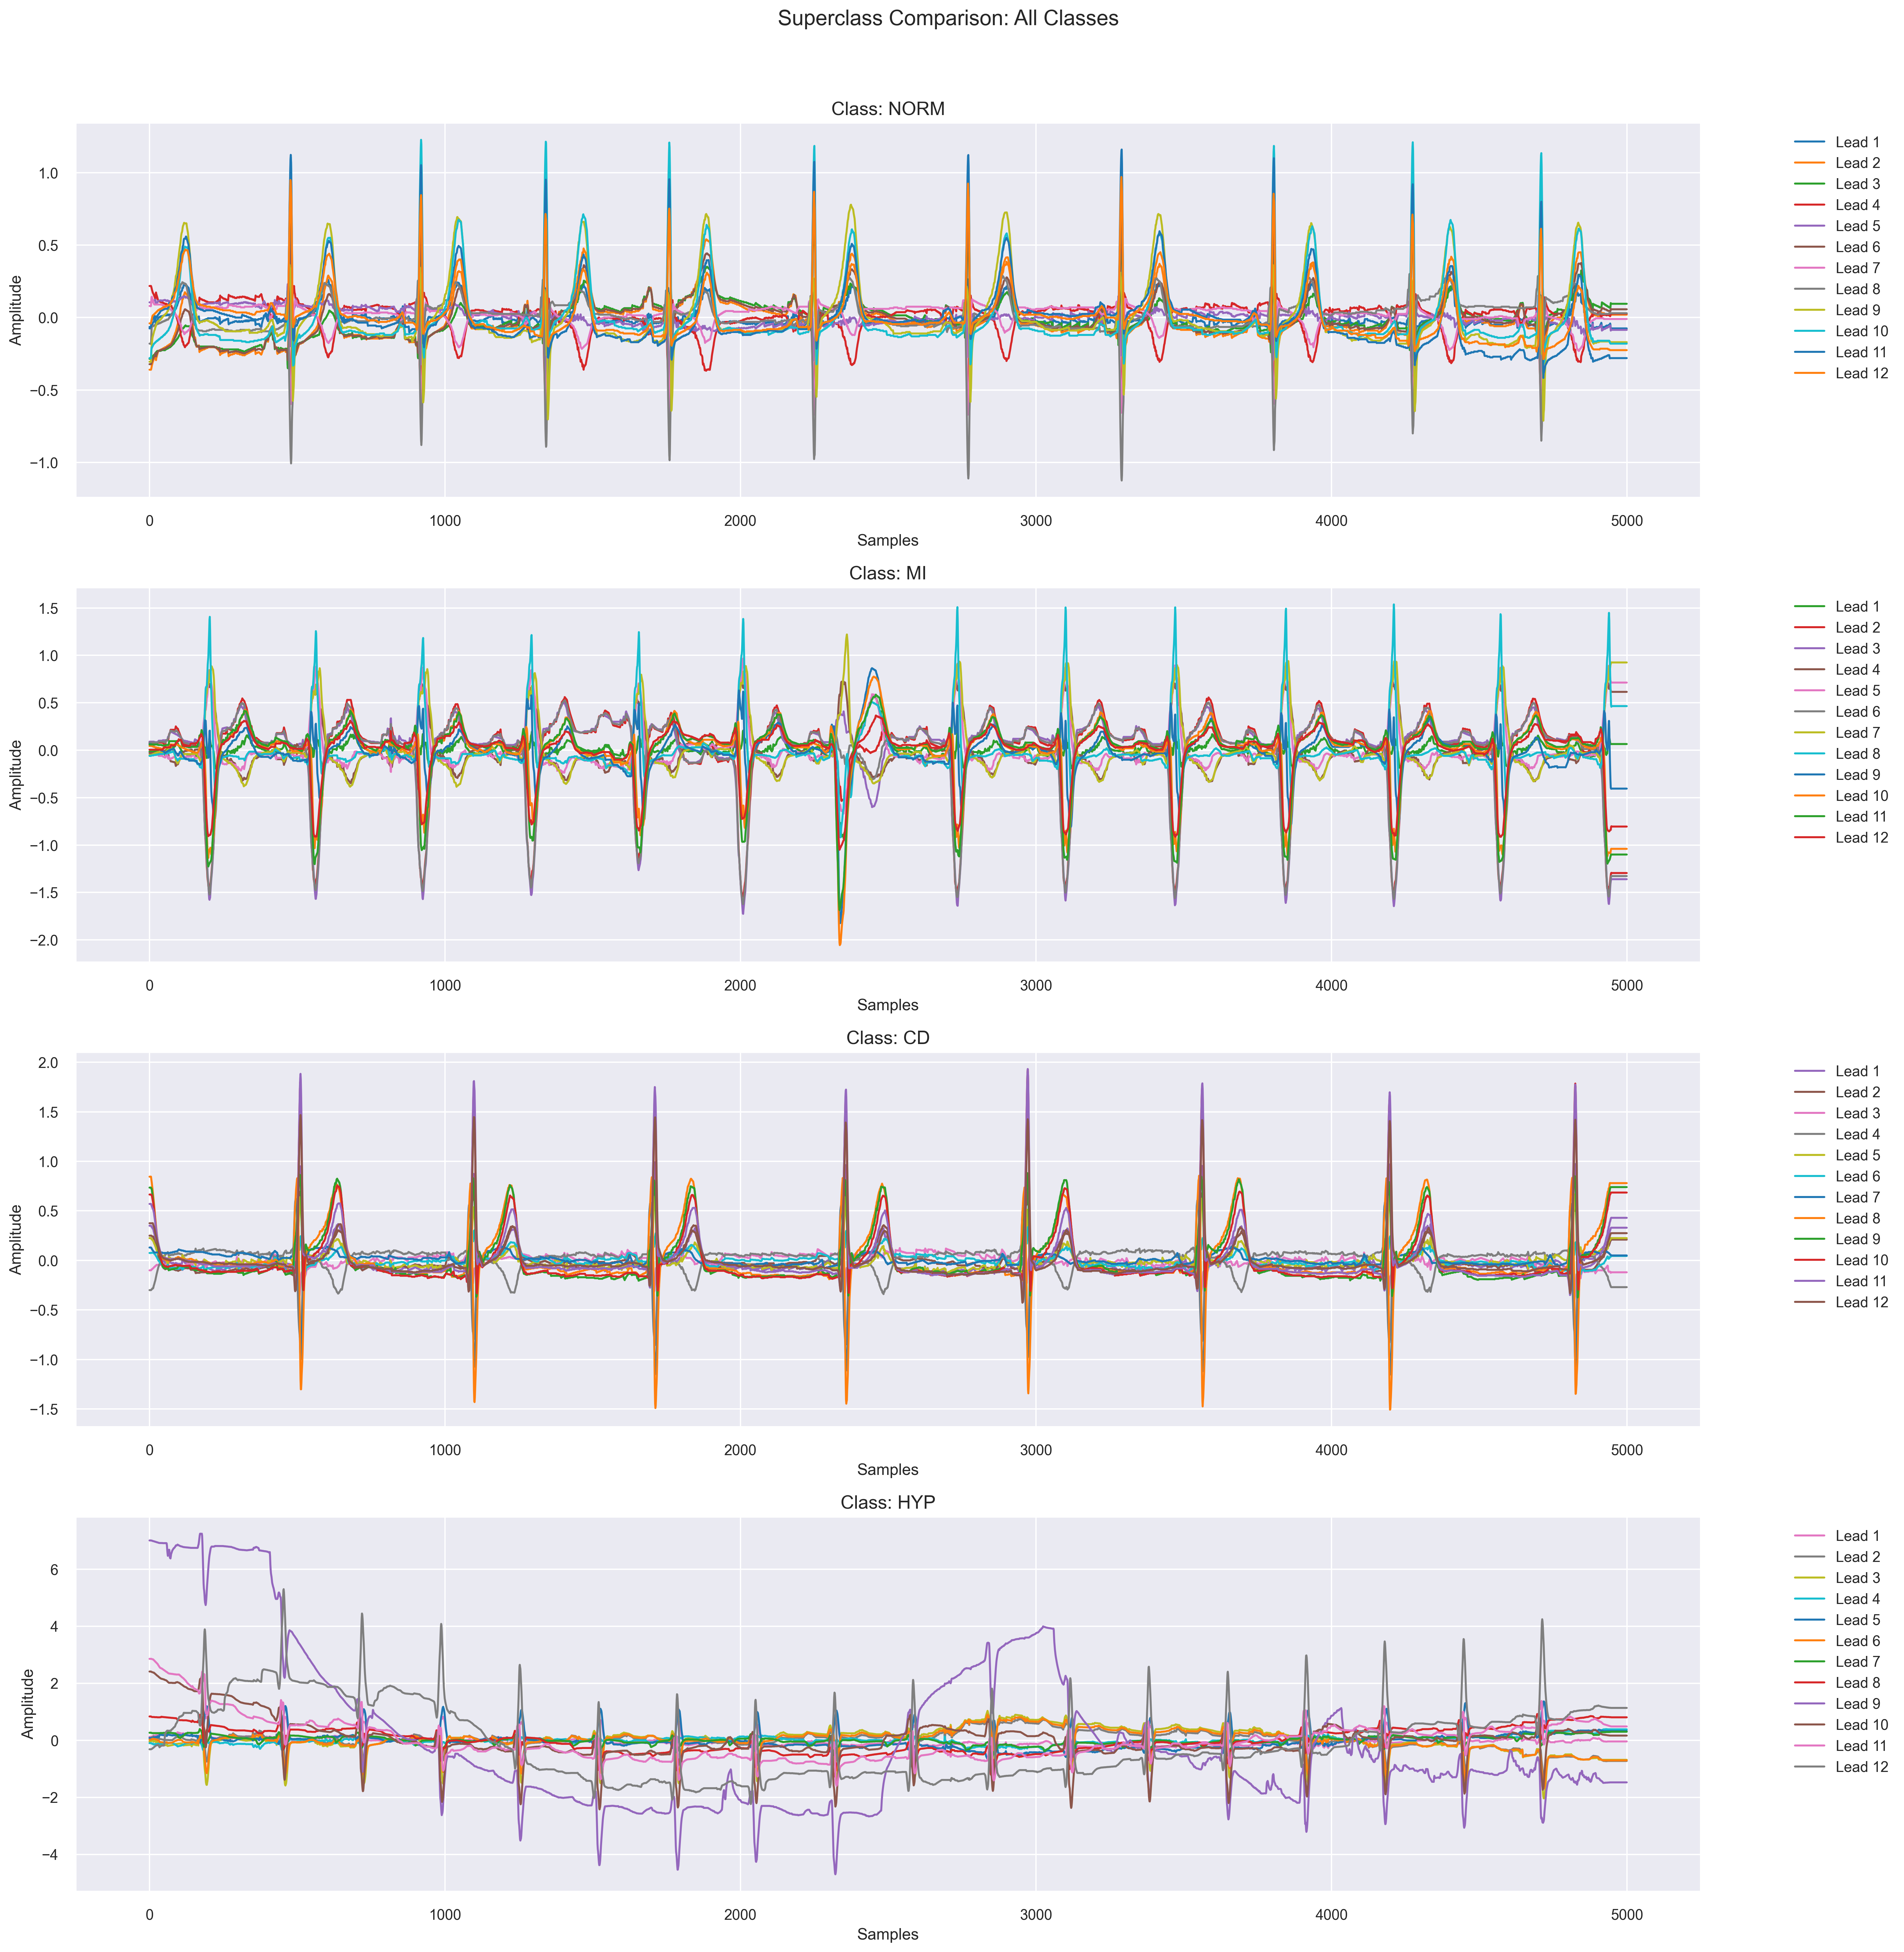 Superclass Comparison: All Classes
Class: NORM
1.0
0.5
0.0
−0.5
−1.0
Amplitude
0 1000 2000 3000 4000 5000
Samples
Lead 1
Lead 2
Lead 3
Lead 4
Lead 5
Lead 6
Lead 7
Lead 8
Lead 9
Lead 10
Lead 11
Lead 12
Class: MI
1.5
1.0
0.5
0.0
−0.5
−1.0
−1.5
−2.0
Amplitude
0 1000 2000 3000 4000 5000
Samples
Lead 1
Lead 2
Lead 3
Lead 4
Lead 5
Lead 6
Lead 7
Lead 8
Lead 9
Lead 10
Lead 11
Lead 12
Class: CD
2.0
1.5
1.0
0.5
0.0
−0.5
−1.0
−1.5
Amplitude
0 1000 2000 3000 4000 5000
Samples
Lead 1
Lead 2
Lead 3
Lead 4
Lead 5
Lead 6
Lead 7
Lead 8
Lead 9
Lead 10
Lead 11
Lead 12
Class: HYP
6
4
2
0
−2
−4
Amplitude
0 1000 2000 3000 4000 5000
Samples
Lead 1
Lead 2
Lead 3
Lead 4
Lead 5
Lead 6
Lead 7
Lead 8
Lead 9
Lead 10
Lead 11
Lead 12